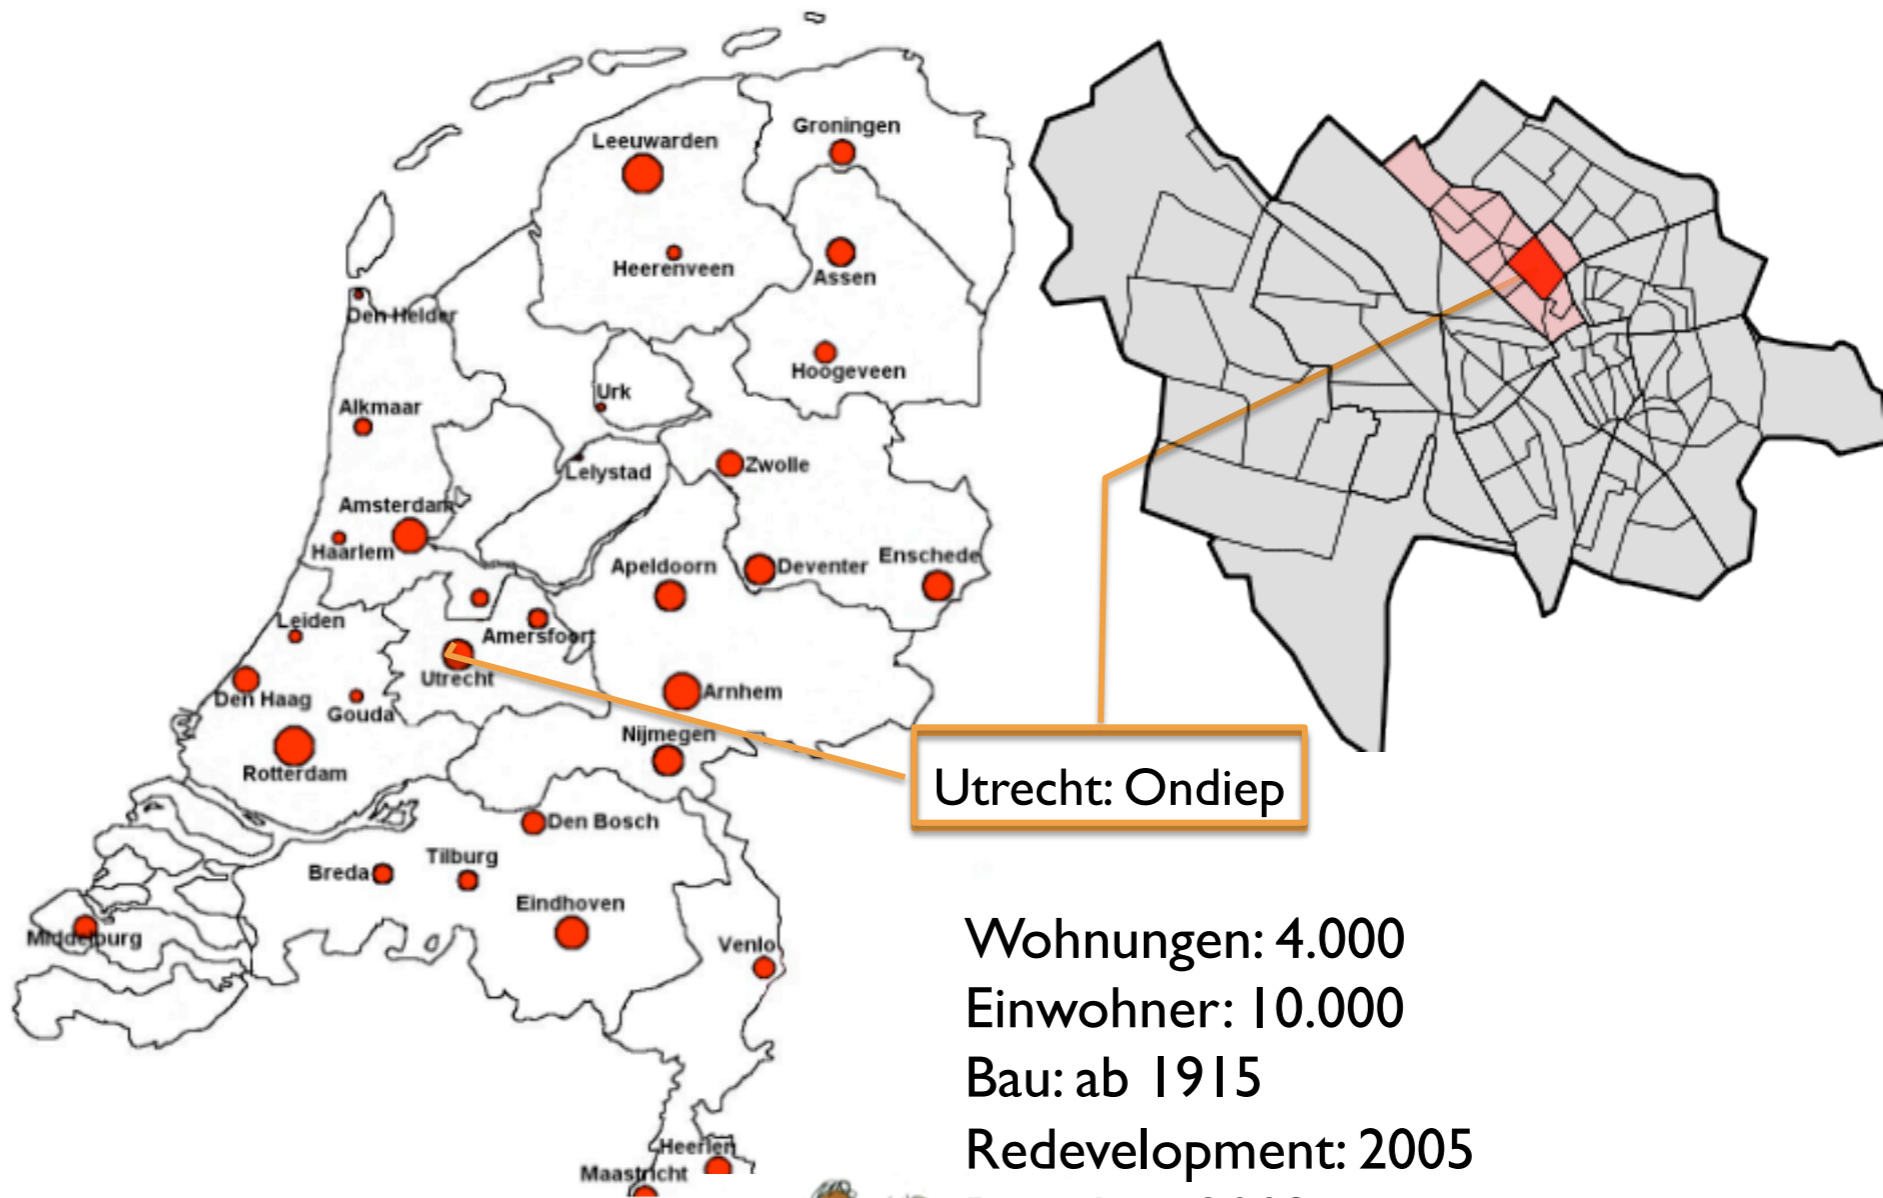 Groningen
Leeuwarden
Heerenveen
Assen
Den Helder
Hoogeveen
Urk
Alkmaar
Zwolle
Lelystad
Amsterdam
Haarlem
Apeldoorn
Deventer
Enschede
Leiden
Amersfoort
Utrecht
Den Haag
Gouda
Arnhem
Nijmegen
Rotterdam
Utrecht: Ondiep
Den Bosch
Tilburg
Breda
Eindhoven
Middelburg
Venlo
Wohnungen: 4.000
Einwohner: 10.000
Bau: ab 1915
Redevelopment: 2005
Heerlen
Maastricht